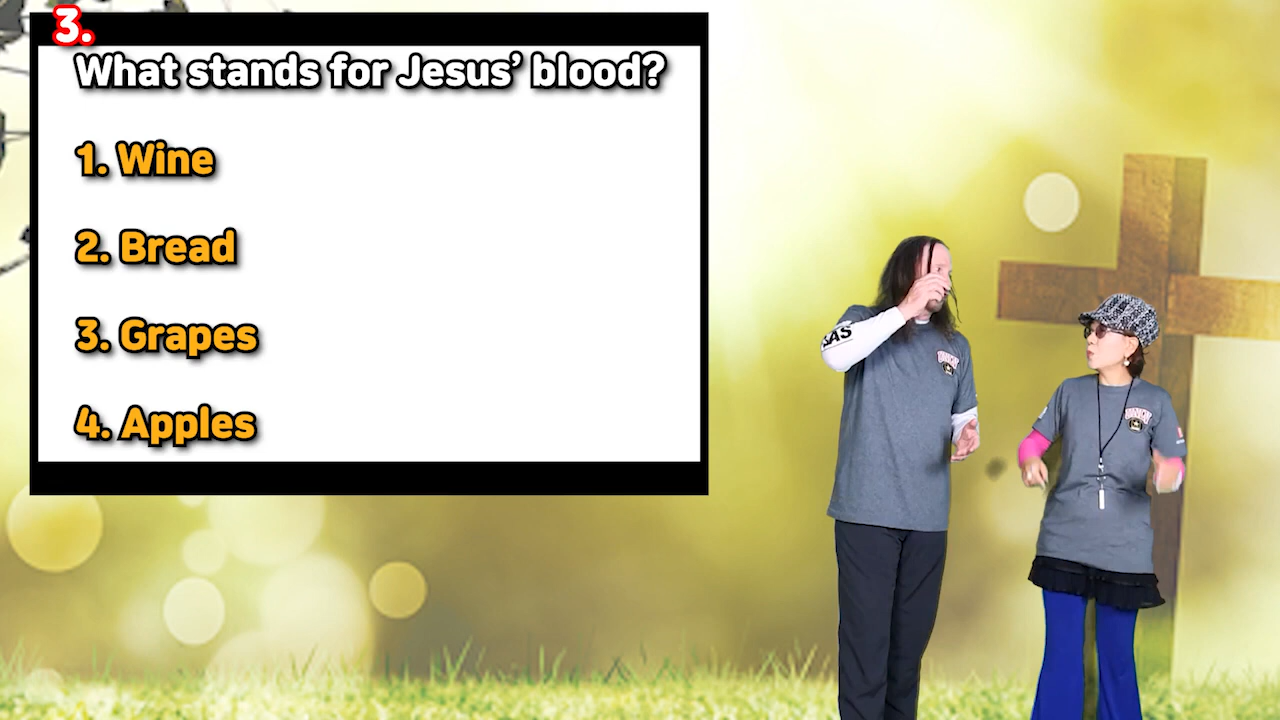 3.
What stands for Jesus’ blood?
1. Wine
2. Bread
3. Grapes
4. Apples